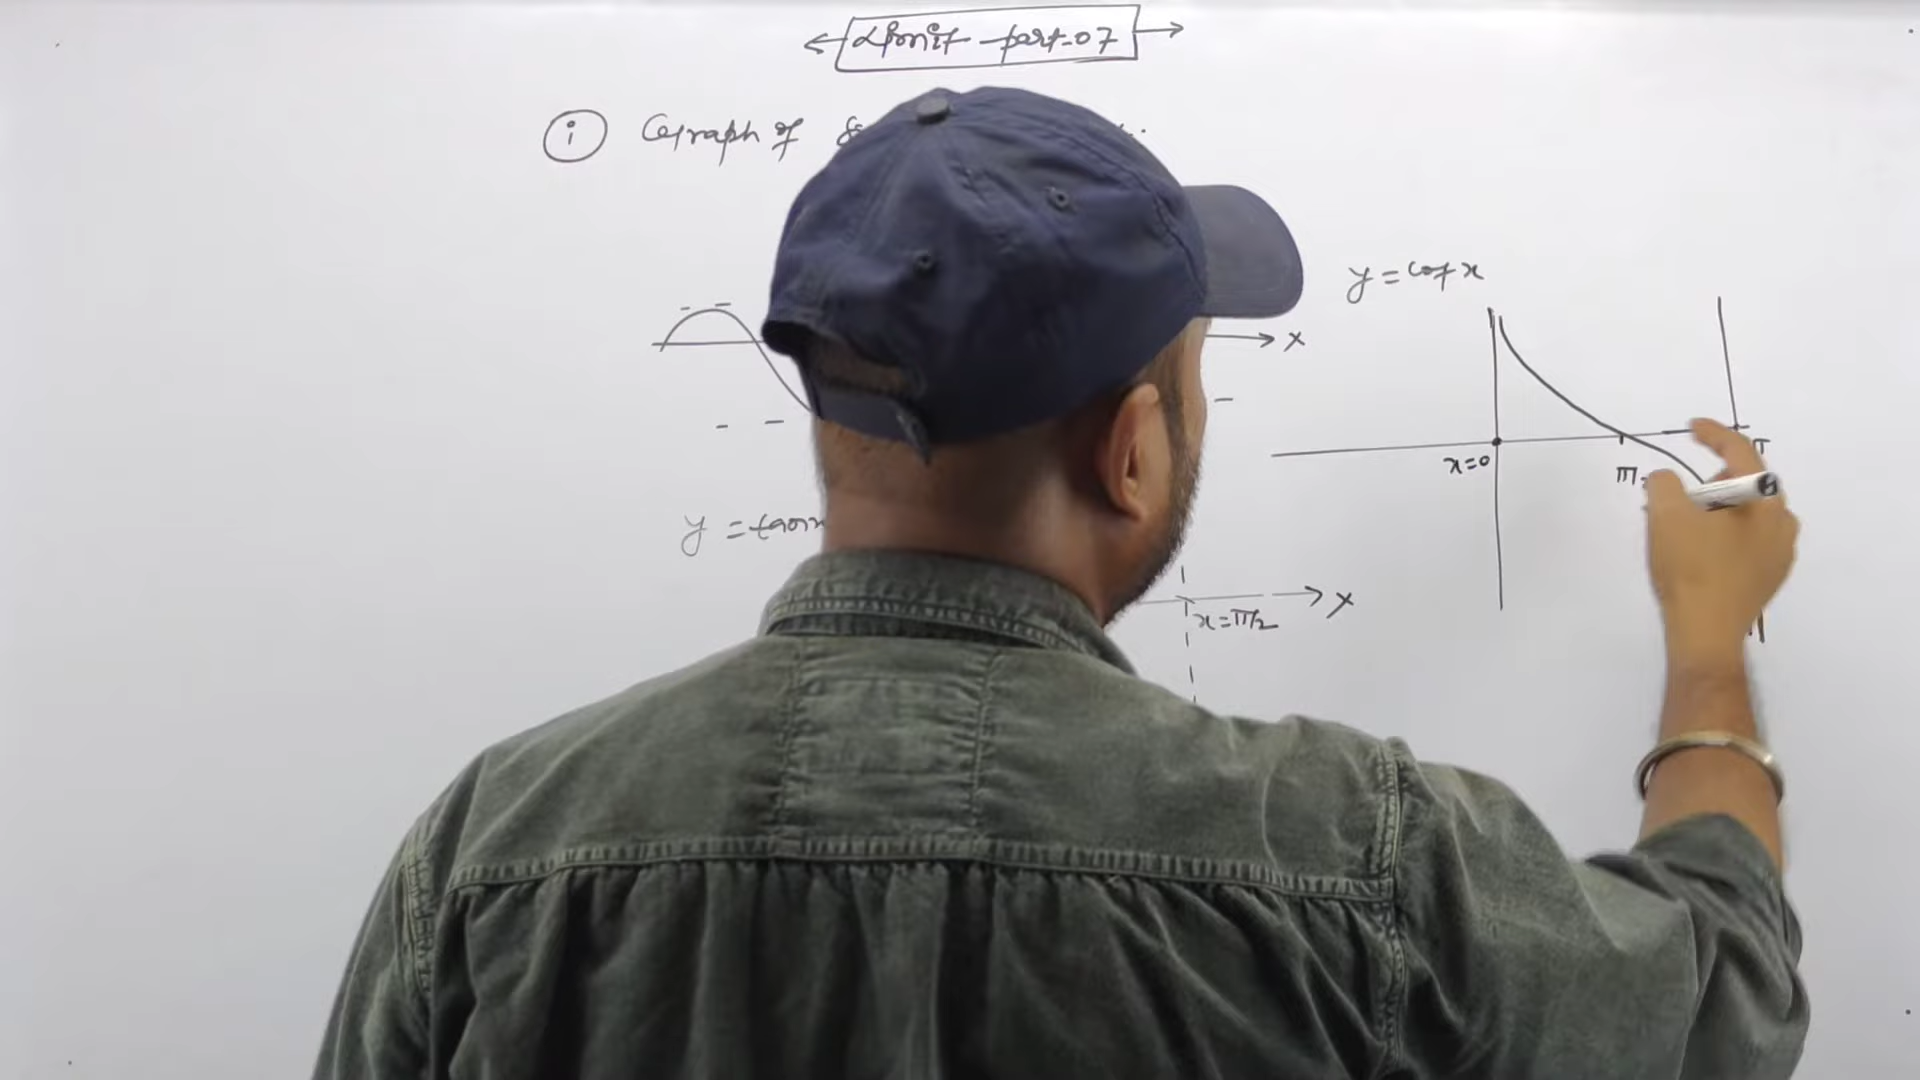 Limit - part-07
(i) Graph of
y = cot x
x
x=0
π
y = tan x
x
x=π/2